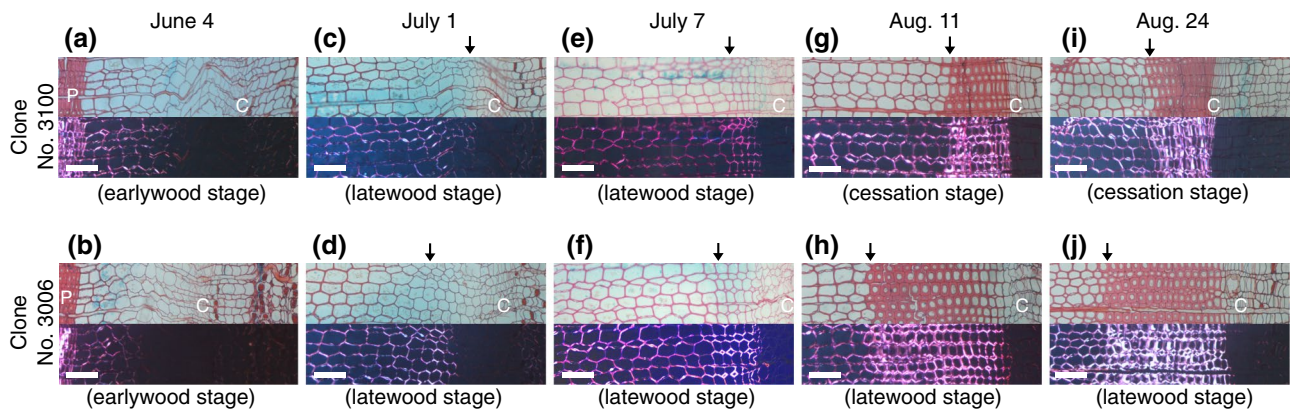 June 4 July 1 July 7 Aug. 11 Aug. 24
(a) (c) (e) (g) (i)
Clone No. 3100
P C C C C C
(earlywood stage) (latewood stage) (latewood stage) (cessation stage) (cessation stage)
(b) (d) (f) (h) (j)
Clone No. 3006
P C C C C C
(earlywood stage) (latewood stage) (latewood stage) (latewood stage) (latewood stage)